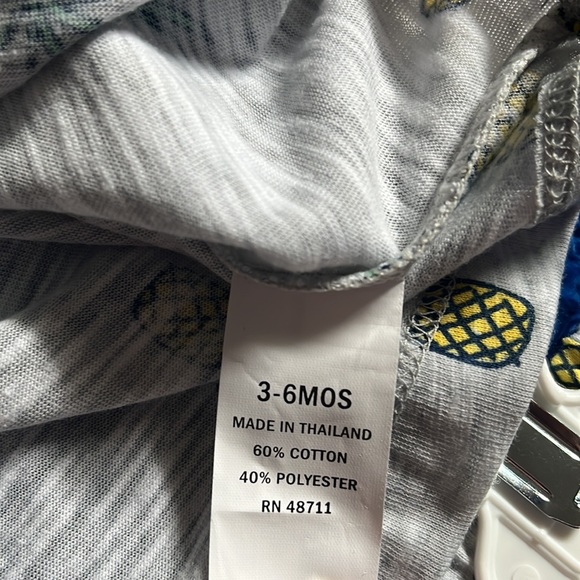 3-6MOS
MADE IN THAILAND
60% COTTON
40% POLYESTER
RN 48711